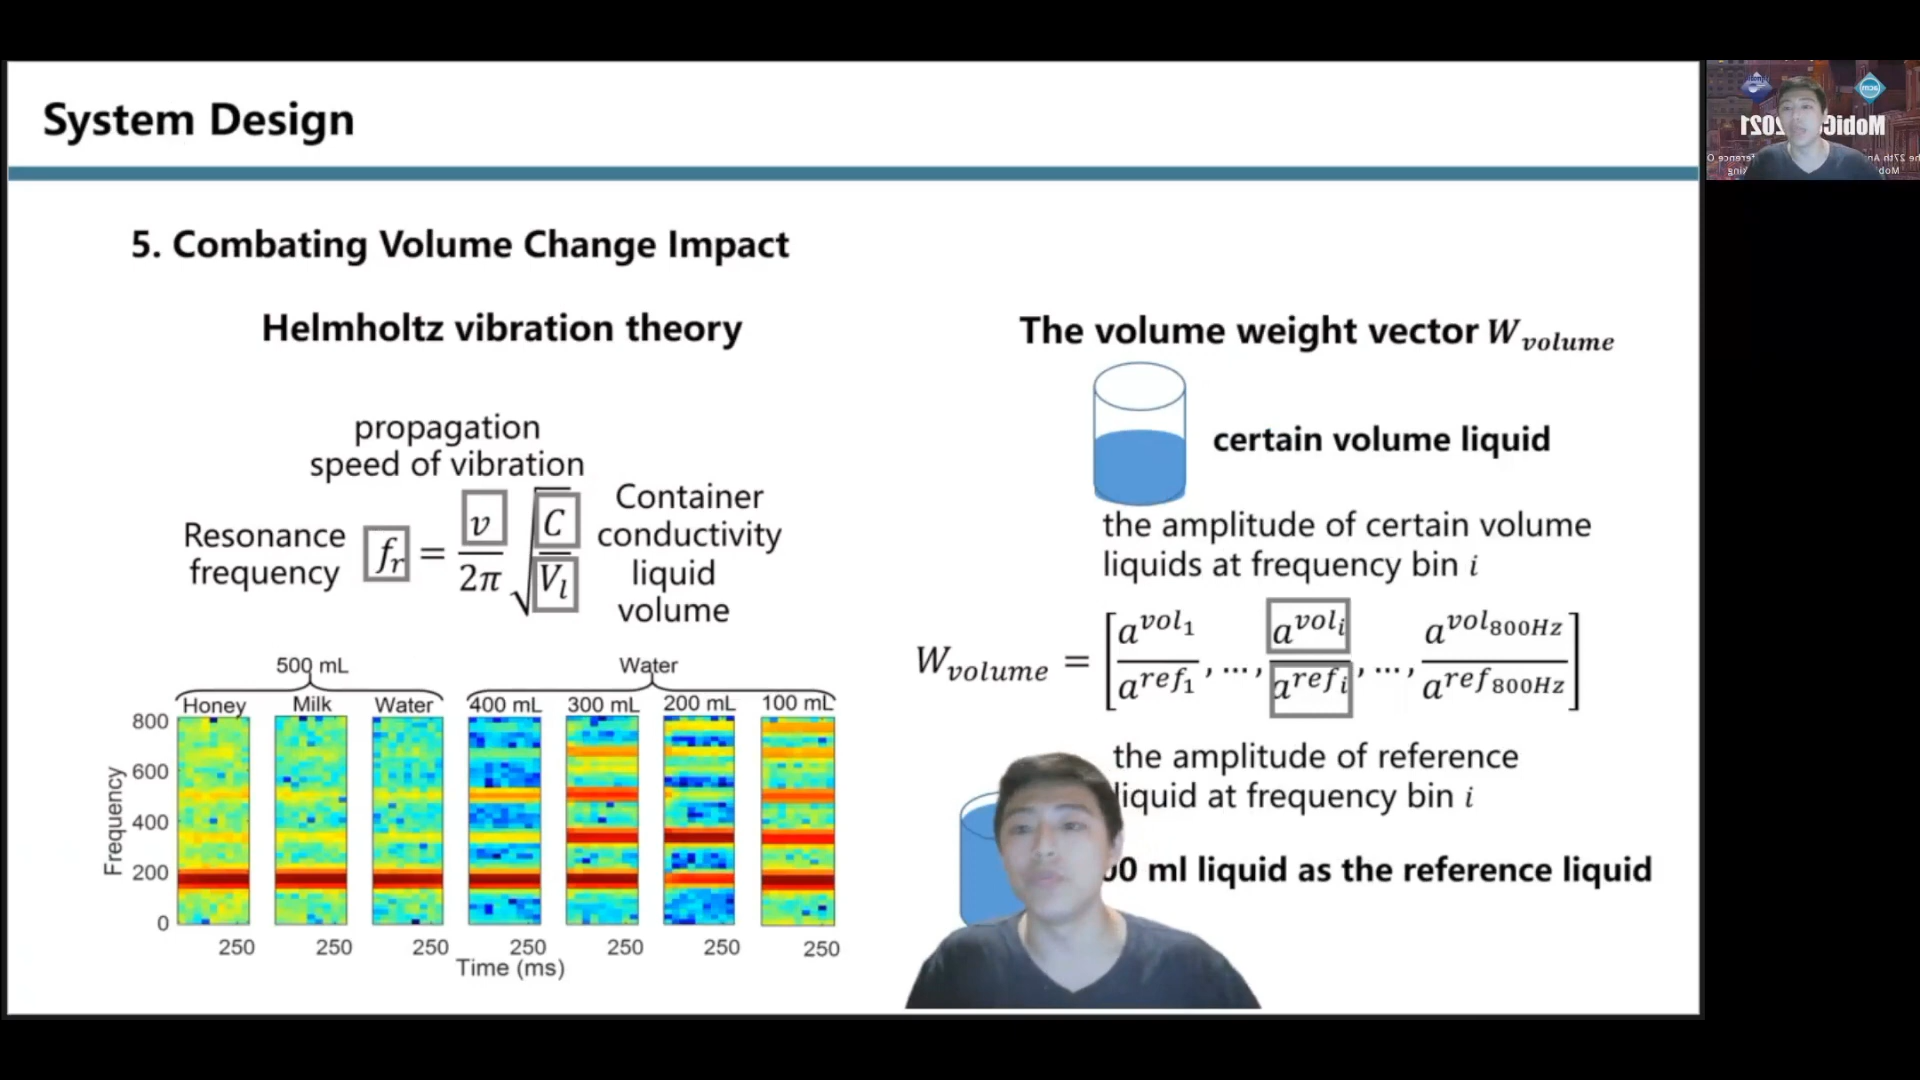 System Design
5. Combating Volume Change Impact
Helmholtz vibration theory
propagation
speed of vibration
Resonance
frequency
f_r = v/2π √(C/V_l)
Container
conductivity
liquid
volume
500 mL
Water
Honey Milk Water 400 mL 300 mL 200 mL 100 mL
Frequency
800
600
400
200
0
250 250 250 250 250 250 250
Time (ms)
The volume weight vector W_volume
certain volume liquid
the amplitude of certain volume
liquids at frequency bin i
W_volume = [a^vol_1/a^ref_1, ..., a^vol_i/a^ref_i, ..., a^vol_800Hz/a^ref_800Hz]
the amplitude of reference
liquid at frequency bin i
0 ml liquid as the reference liquid
acm
2021